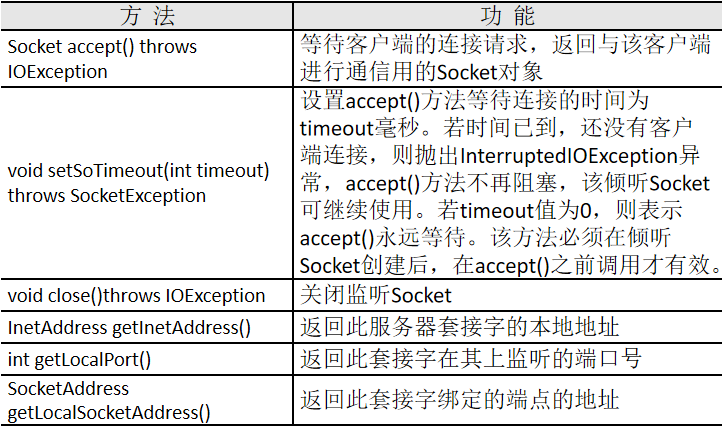 方 法
功 能
Socket accept() throws
IOException
等待客户端的连接请求，返回与该客户端
进行通信用的Socket对象
void setSoTimeout(int timeout)
throws SocketException
设置accept()方法等待连接的时间为
timeout毫秒。若时间已到，还没有客户
端连接，则抛出InterruptedIOException异
常，accept()方法不再阻塞，该倾听Socket
可继续使用。若timeout值为0，则表示
accept()永远等待。该方法必须在倾听
Socket创建后，在accept()之前调用才有效。
void close()throws IOException
关闭监听Socket
InetAddress getInetAddress()
返回此服务器套接字的本地地址
int getLocalPort()
返回此套接字在其上监听的端口号
SocketAddress
getLocalSocketAddress()
返回此套接字绑定的端点的地址